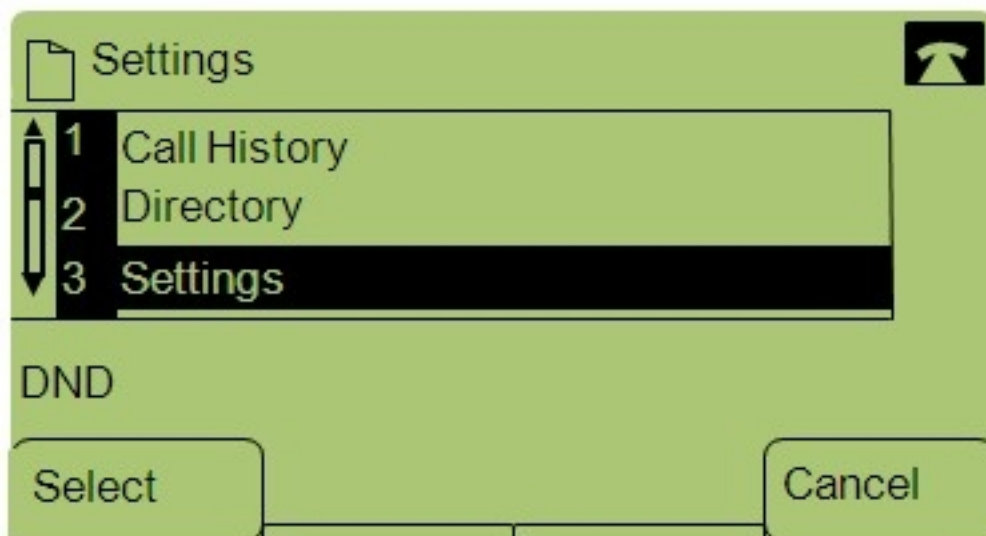 Settings
1 Call History
2 Directory
3 Settings
DND
Select Cancel